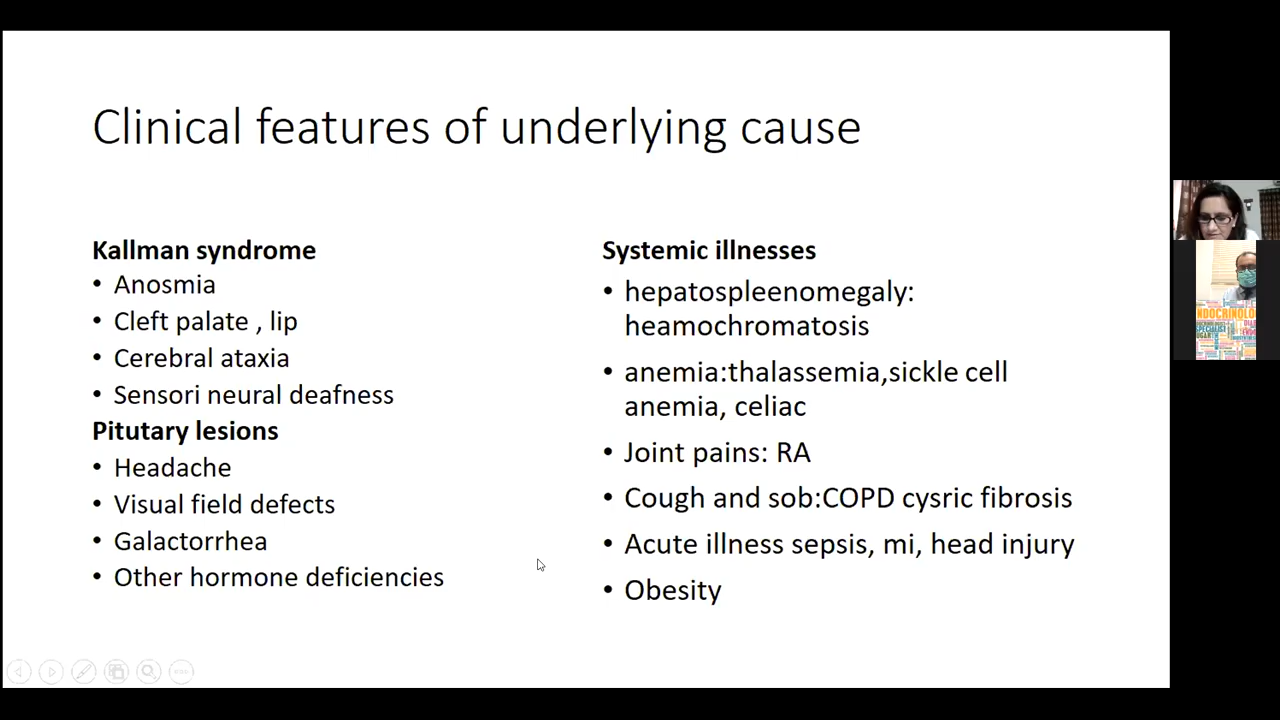 Clinical features of underlying cause
Kallman syndrome
• Anosmia
• Cleft palate , lip
• Cerebral ataxia
• Sensori neural deafness
Pitutary lesions
• Headache
• Visual field defects
• Galactorrhea
• Other hormone deficiencies
Systemic illnesses
• hepatospleenomegaly:
heamochromatosis
• anemia:thalassemia,sickle cell
anemia, celiac
• Joint pains: RA
• Cough and sob:COPD cysric fibrosis
• Acute illness sepsis, mi, head injury
• Obesity
NDOCRINOLO
SPECIALIST